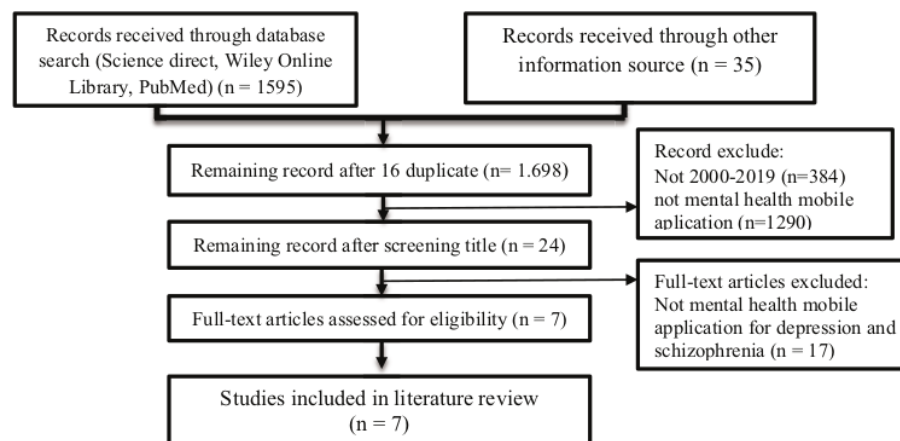 Records received through database
search (Science direct, Wiley Online
Library, PubMed) (n = 1595)
Records received through other
information source (n = 35)
Remaining record after 16 duplicate (n= 1.698)
Record exclude:
Not 2000-2019 (n=384)
not mental health mobile
aplication (n=1290)
Remaining record after screening title (n = 24)
Full-text articles excluded:
Not mental health mobile
application for depression and
schizophrenia (n = 17)
Full-text articles assessed for eligibility (n = 7)
Studies included in literature review
(n = 7)